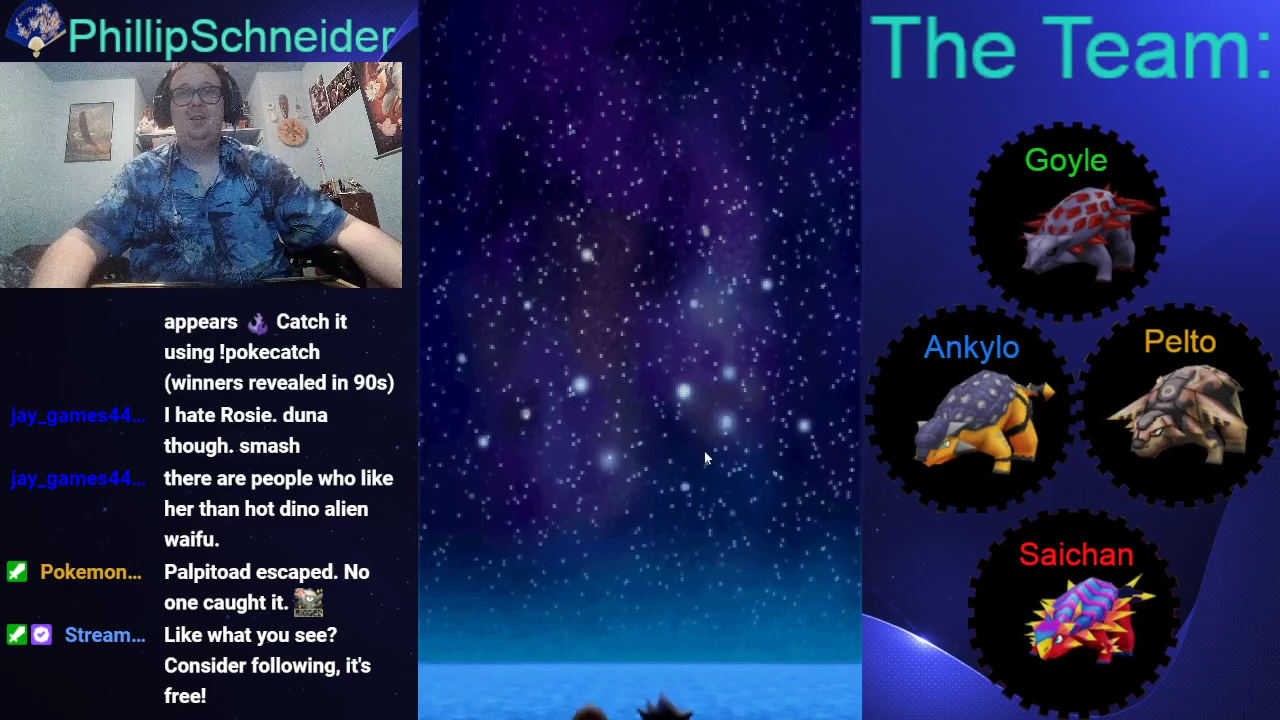 PhillipSchneider
appears Catch it
using !pokecatch
(winners revealed in 90s)
jay_games44... I hate Rosie. duna
though. smash
jay_games44... there are people who like
her than hot dino alien
waifu.
Pokemon... Palpitoad escaped. No
one caught it.
Stream... Like what you see?
Consider following, it's
free!
The Team:
Goyle
Ankylo
Pelto
Saichan